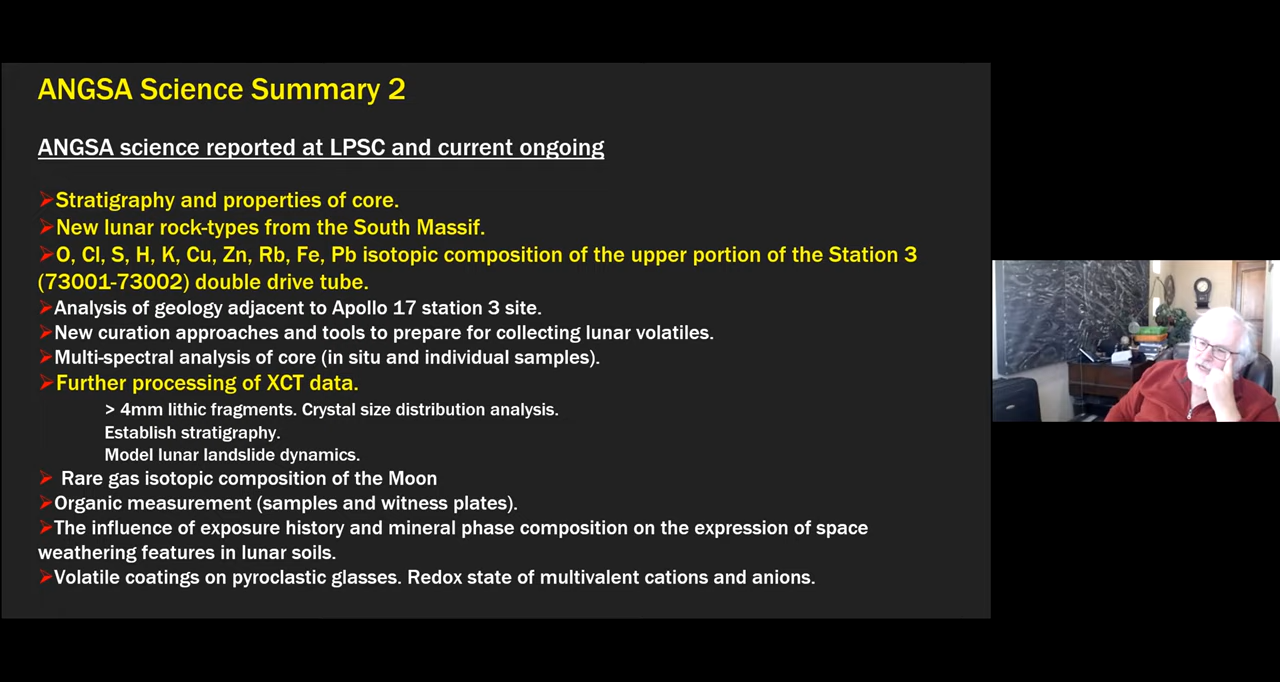 ANGSA Science Summary 2
ANGSA science reported at LPSC and current ongoing
➢Stratigraphy and properties of core.
➢New lunar rock-types from the South Massif.
➢O, Cl, S, H, K, Cu, Zn, Rb, Fe, Pb isotopic composition of the upper portion of the Station 3
(73001-73002) double drive tube.
➢Analysis of geology adjacent to Apollo 17 station 3 site.
➢New curation approaches and tools to prepare for collecting lunar volatiles.
➢Multi-spectral analysis of core (in situ and individual samples).
➢Further processing of XCT data.
> 4mm lithic fragments. Crystal size distribution analysis.
Establish stratigraphy.
Model lunar landslide dynamics.
➢ Rare gas isotopic composition of the Moon
➢Organic measurement (samples and witness plates).
➢The influence of exposure history and mineral phase composition on the expression of space
weathering features in lunar soils.
➢Volatile coatings on pyroclastic glasses. Redox state of multivalent cations and anions.